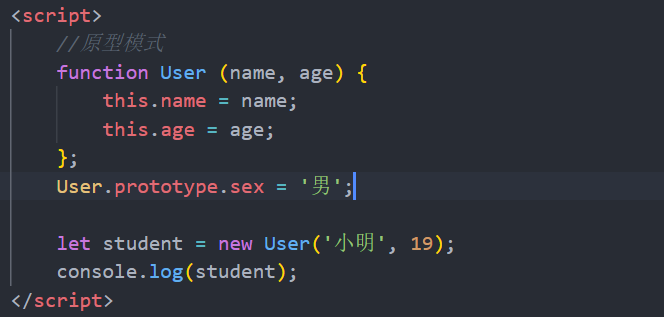 <script>
//原型模式
function User (name, age) {
this.name = name;
this.age = age;
};
User.prototype.sex = '男';
let student = new User('小明', 19);
console.log(student);
</script>